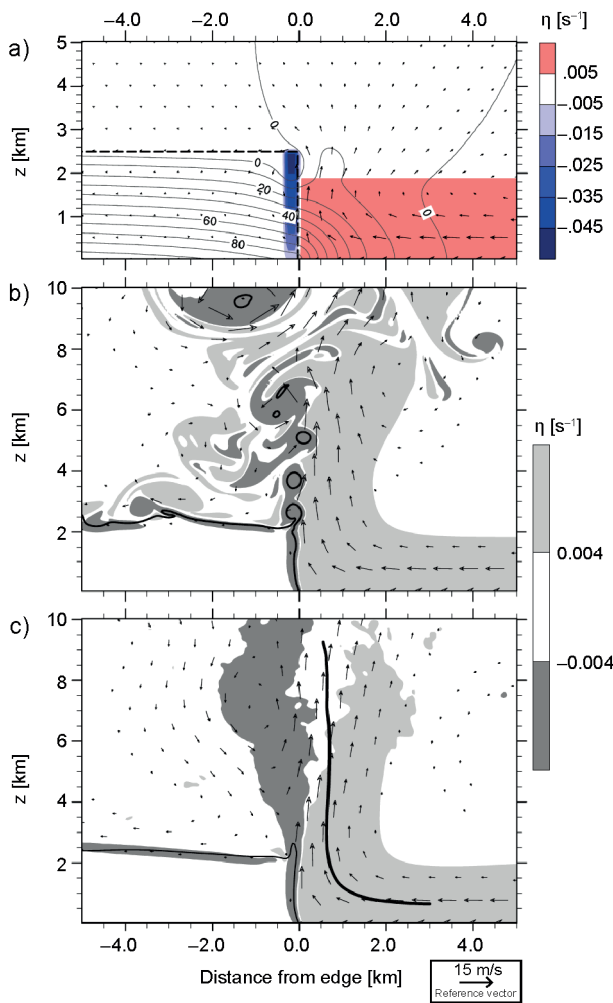 −4.0 −2.0 0.0 2.0 4.0
η [s⁻¹]
a)
5
4
3
2
1
z [km]
0
0
20
40
60
80
0
.005
−.005
−.015
−.025
−.035
−.045
b)
10
8
6
4
2
z [km]
η [s⁻¹]
0.004
−0.004
c)
10
8
6
4
2
z [km]
−4.0 −2.0 0.0 2.0 4.0
Distance from edge [km]
15 m/s
Reference vector